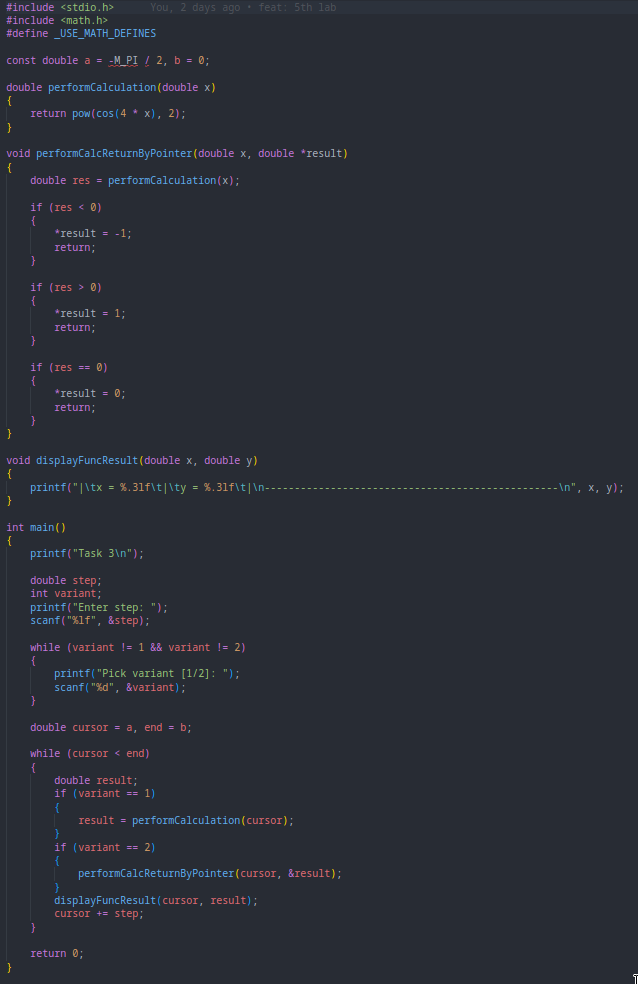 #include <stdio.h>      You, 2 days ago • feat: 5th lab
#include <math.h>
#define _USE_MATH_DEFINES

const double a = -M_PI / 2, b = 0;

double performCalculation(double x)
{
    return pow(cos(4 * x), 2);
}

void performCalcReturnByPointer(double x, double *result)
{
    double res = performCalculation(x);

    if (res < 0)
    {
        *result = -1;
        return;
    }

    if (res > 0)
    {
        *result = 1;
        return;
    }

    if (res == 0)
    {
        *result = 0;
        return;
    }
}

void displayFuncResult(double x, double y)
{
    printf("|\tx = %.3lf\t|\ty = %.3lf\t|\n-------------------------------------------------\n", x, y);
}

int main()
{
    printf("Task 3\n");

    double step;
    int variant;
    printf("Enter step: ");
    scanf("%lf", &step);

    while (variant != 1 && variant != 2)
    {
        printf("Pick variant [1/2]: ");
        scanf("%d", &variant);
    }

    double cursor = a, end = b;

    while (cursor < end)
    {
        double result;
        if (variant == 1)
        {
            result = performCalculation(cursor);
        }
        if (variant == 2)
        {
            performCalcReturnByPointer(cursor, &result);
        }
        displayFuncResult(cursor, result);
        cursor += step;
    }

    return 0;
}